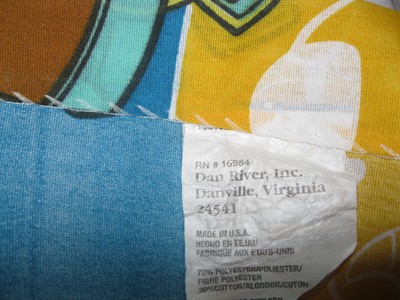 RN # 16964
Dan River, Inc.
Danville, Virginia
24541
MADE IN U.S.A.
HECHO EN EE.UU/
FABRIQUE AUX ETATS-UNIS
70% POLYESTER/POLIESTER/
FIBRE POLYESTER
30%COTTON/ALGODON/COTON